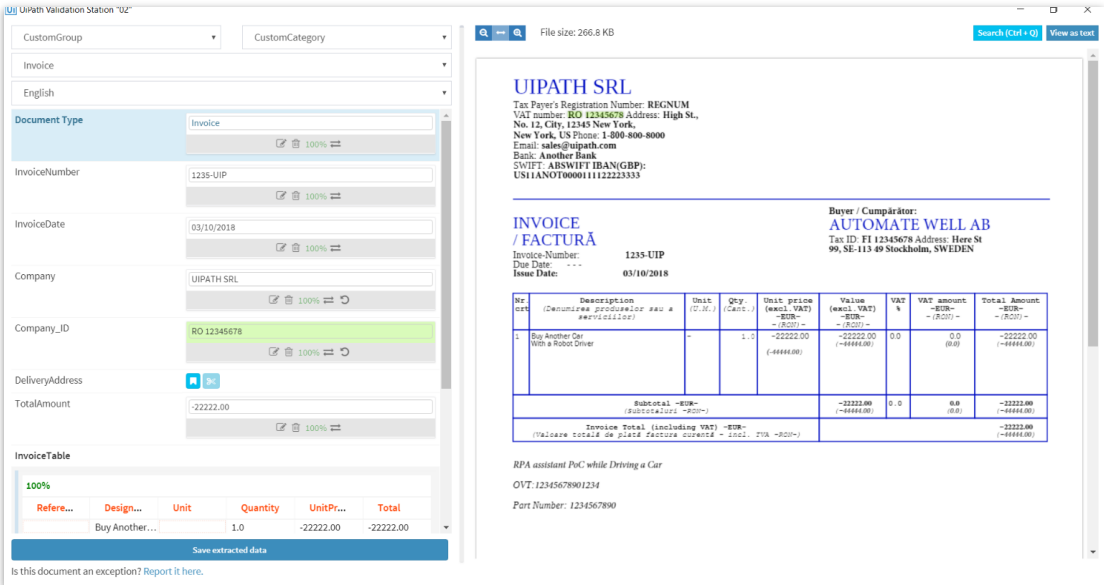 UiPath Validation Station "02"
CustomGroup
CustomCategory
Invoice
English
Document Type
Invoice
100%
InvoiceNumber
1235-UIP
100%
InvoiceDate
03/10/2018
100%
Company
UIPATH SRL
100%
Company_ID
RO 12345678
100%
DeliveryAddress
TotalAmount
-22222.00
100%
InvoiceTable
100%
Refere... Design... Unit Quantity UnitPr... Total
Buy Another... 1.0 -22222.00 -22222.00
Save extracted data
Is this document an exception? Report it here.
File size: 266.8 KB
Search (Ctrl + Q)
View as text
UIPATH SRL
Tax Payer's Registration Number: REGNUM
VAT number: RO 12345678 Address: High St.,
No. 12, City, 12345 New York,
New York, US Phone: 1-800-800-8000
Email: sales@uipath.com
Bank: Another Bank
SWIFT: ABSWIFT IBAN(GBP):
US11ANOT0000111122223333
INVOICE
/ FACTURĂ
Invoice-Number: 1235-UIP
Due Date: - - -
Issue Date: 03/10/2018
Buyer / Cumpărător:
AUTOMATE WELL AB
Tax ID: FI 12345678 Address: Here St
99, SE-113 49 Stockholm, SWEDEN
Nr. Description Unit Qty. Unit price Value VAT VAT amount Total Amount
crt (Denumirea produselor sau a (U.M.) (Cant.) (excl.VAT) (excl.VAT) % -EUR- -EUR-
serviciilor) -EUR- -EUR- -(RON)- -(RON)-
-(RON)- -(RON)-
1 Buy Another Car - 1.0 -22222.00 -22222.00 0.0 0.0 -22222.00
With a Robot Driver (-44444.00) (0.0) (-44444.00)
(-44444.00)
Subtotal -EUR- -22222.00 0.0 0.0 -22222.00
(Subtotaluri -RON-) (-44444.00) (0.0) (-44444.00)
Invoice Total (including VAT) -EUR- -22222.00
(Valoare totală de plată factura curentă - incl. TVA -RON-) (-44444.00)
RPA assistant PoC while Driving a Car
OVT:12345678901234
Part Number: 1234567890